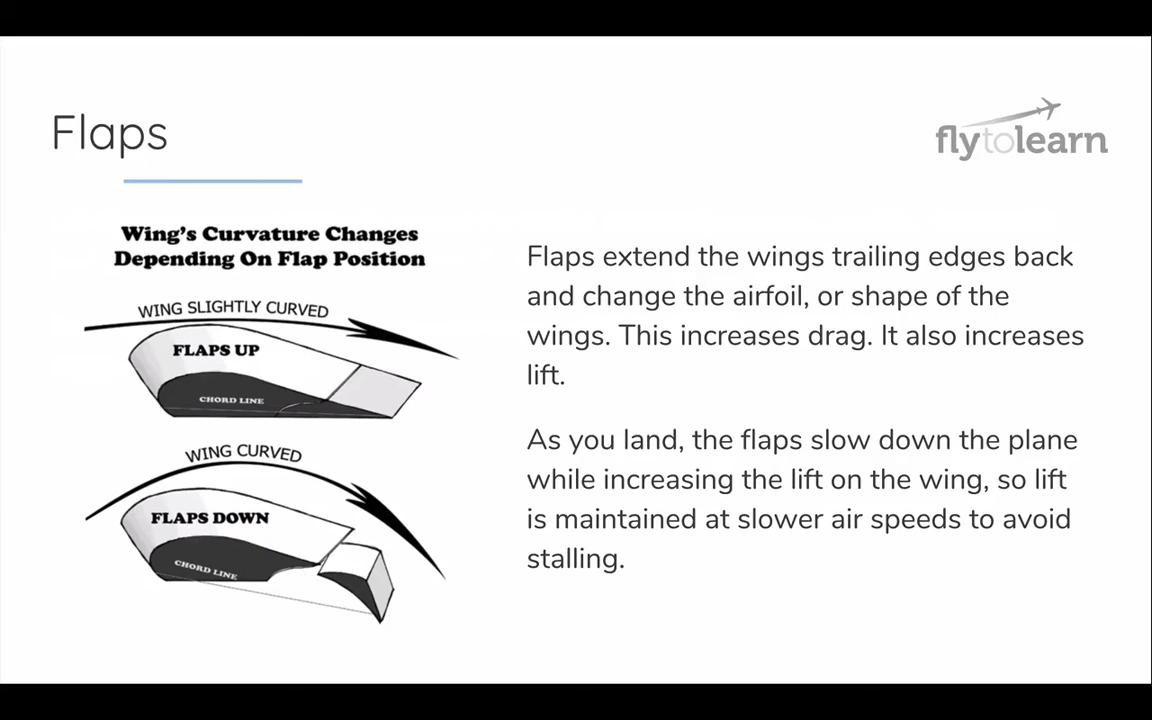 Flaps
flytolearn
Wing's Curvature Changes
Depending On Flap Position
WING SLIGHTLY CURVED
FLAPS UP
CHORD LINE
WING CURVED
FLAPS DOWN
CHORD LINE
Flaps extend the wings trailing edges back
and change the airfoil, or shape of the
wings. This increases drag. It also increases
lift.
As you land, the flaps slow down the plane
while increasing the lift on the wing, so lift
is maintained at slower air speeds to avoid
stalling.